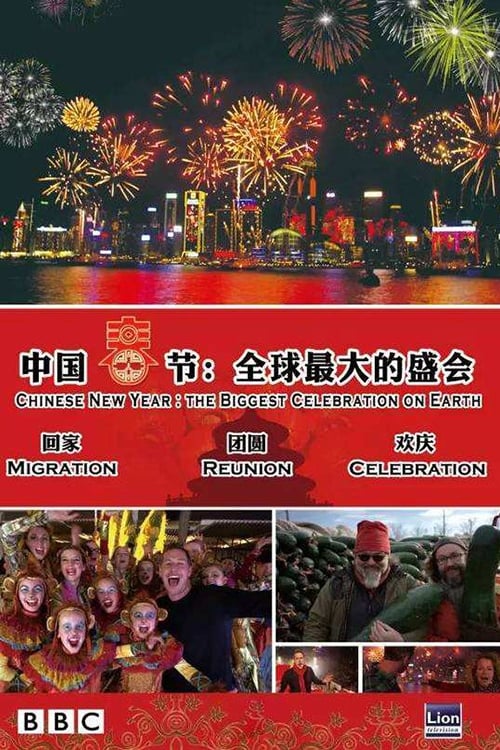 中国春节：全球最大的盛会
CHINESE NEW YEAR : THE BIGGEST CELEBRATION ON EARTH
回家 团圆 欢庆
MIGRATION REUNION CELEBRATION
BBC
Lion
television